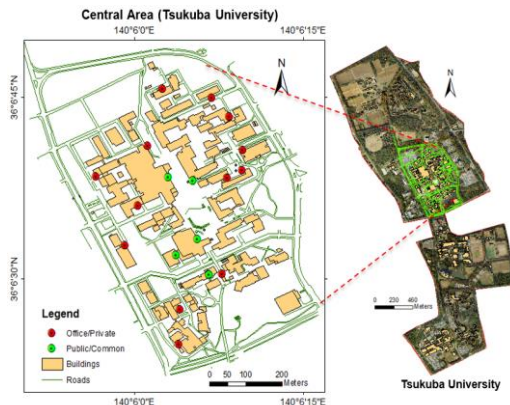 Central Area (Tsukuba University)
140°6'0"E
140°6'15"E
N
N
36°6'45"N
36°6'30"N
Legend
Office/Private
Public/Common
Buildings
Roads
0 50 100 200
Meters
0 230 460
Meters
140°6'0"E
140°6'15"E
Tsukuba University